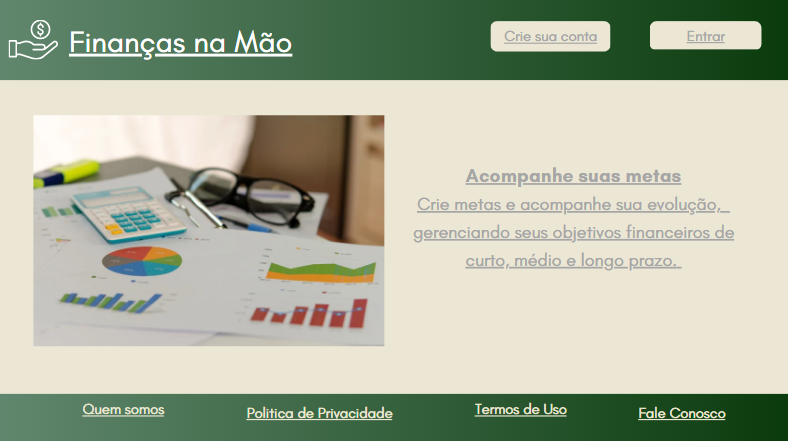 Finanças na Mão
Crie sua conta
Entrar
Acompanhe suas metas
Crie metas e acompanhe sua evolução,
gerenciando seus objetivos financeiros de
curto, médio e longo prazo.
Quem somos
Politica de Privacidade
Termos de Uso
Fale Conosco